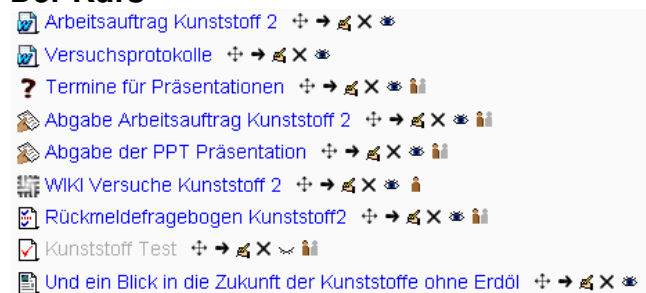 Arbeitsauftrag Kunststoff 2
Versuchsprotokolle
Termine für Präsentationen
Abgabe Arbeitsauftrag Kunststoff 2
Abgabe der PPT Präsentation
WIKI Versuche Kunststoff 2
Rückmeldefragebogen Kunststoff2
Kunststoff Test
Und ein Blick in die Zukunft der Kunststoffe ohne Erdöl